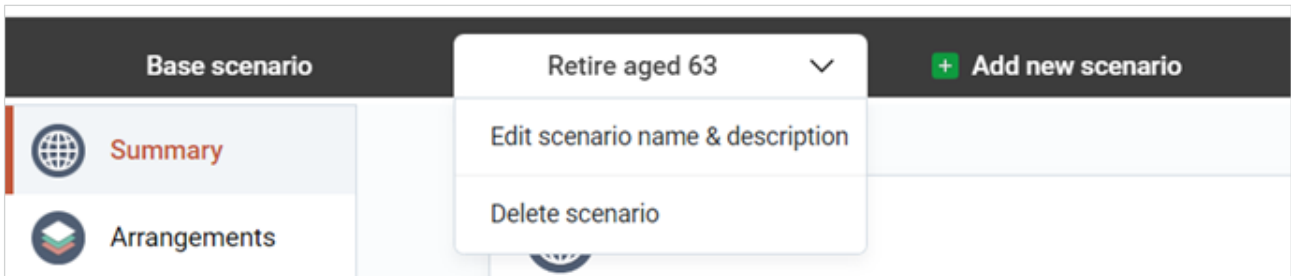 Base scenario
Retire aged 63
Add new scenario
Summary
Edit scenario name & description
Delete scenario
Arrangements